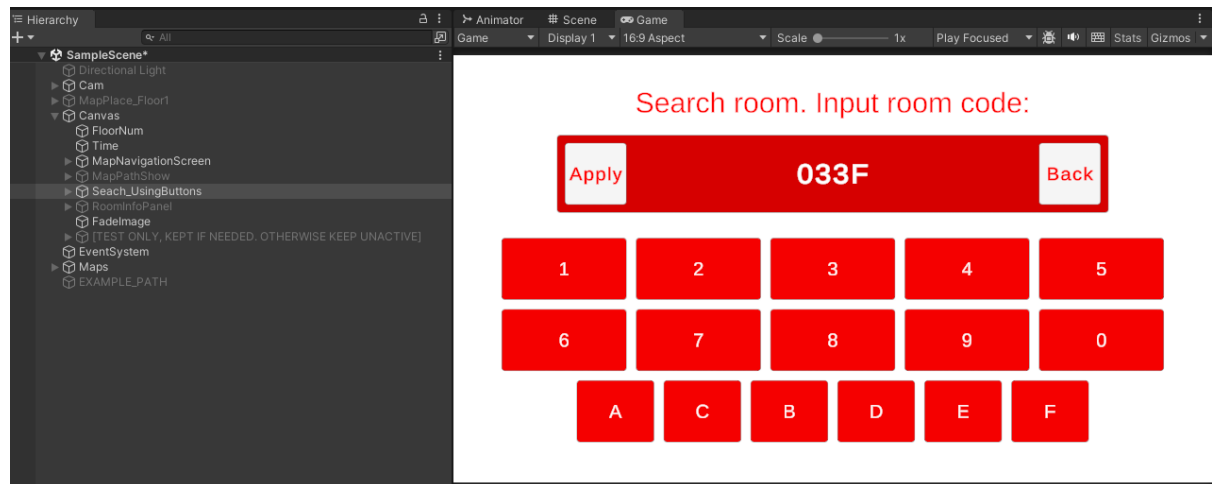 Hierarchy
All
SampleScene*
Directional Light
Cam
MapPlace_Floor1
Canvas
FloorNum
Time
MapNavigationScreen
MapPathShow
Seach_UsingButtons
RoomInfoPanel
FadeImage
[TEST ONLY, KEPT IF NEEDED. OTHERWISE KEEP UNACTIVE]
EventSystem
Maps
EXAMPLE_PATH
Animator Scene Game
Game Display 1 16:9 Aspect Scale 1x Play Focused Stats Gizmos
Search room. Input room code:
Apply 033F Back
1 2 3 4 5
6 7 8 9 0
A C B D E F